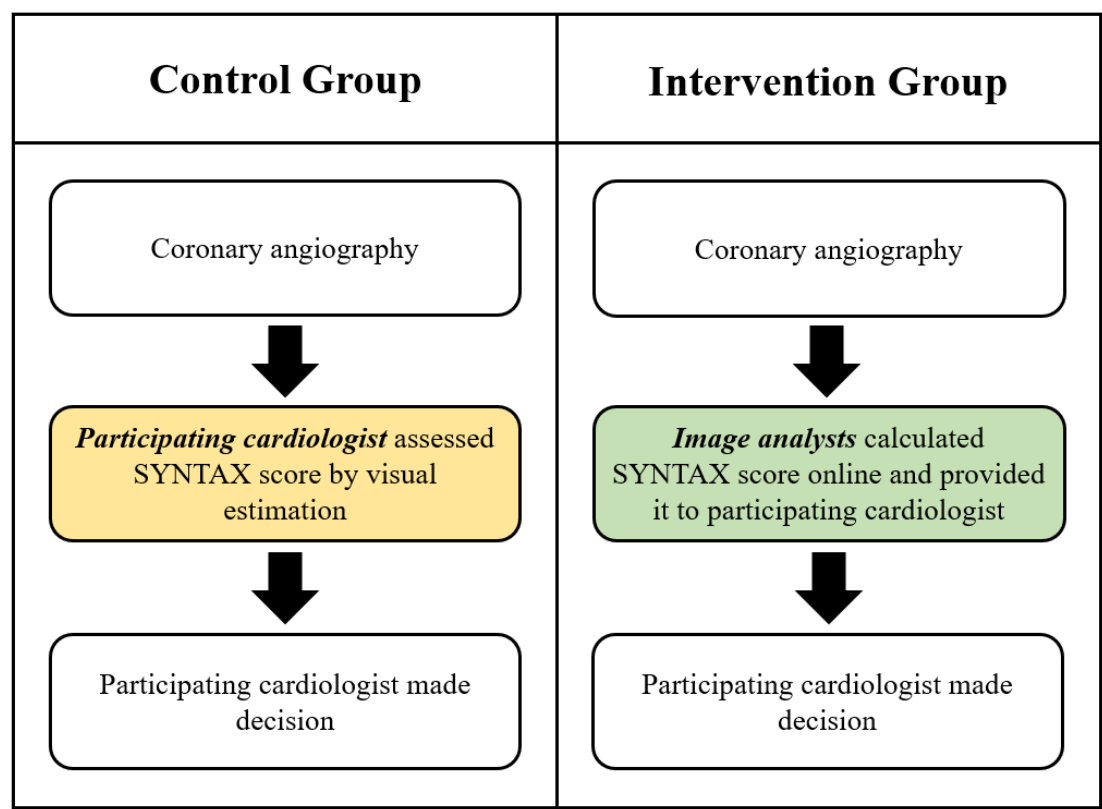 Control Group
Intervention Group
Coronary angiography
Coronary angiography
Participating cardiologist assessed
SYNTAX score by visual
estimation
Image analysts calculated
SYNTAX score online and provided
it to participating cardiologist
Participating cardiologist made
decision
Participating cardiologist made
decision